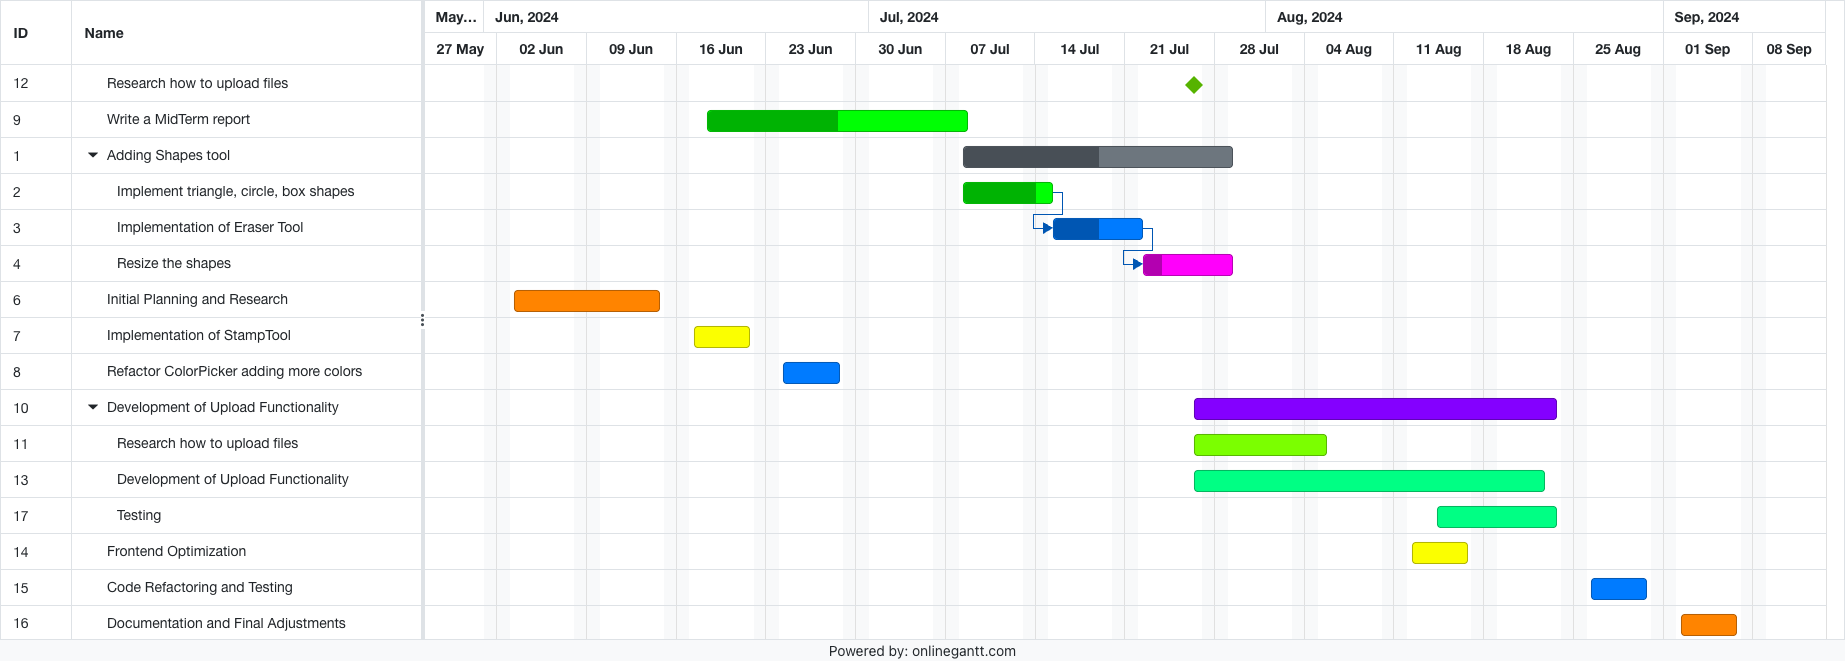 ID Name May... Jun, 2024 Jul, 2024 Aug, 2024 Sep, 2024
27 May 02 Jun 09 Jun 16 Jun 23 Jun 30 Jun 07 Jul 14 Jul 21 Jul 28 Jul 04 Aug 11 Aug 18 Aug 25 Aug 01 Sep 08 Sep
12 Research how to upload files
9 Write a MidTerm report
1 Adding Shapes tool
2 Implement triangle, circle, box shapes
3 Implementation of Eraser Tool
4 Resize the shapes
6 Initial Planning and Research
7 Implementation of StampTool
8 Refactor ColorPicker adding more colors
10 Development of Upload Functionality
11 Research how to upload files
13 Development of Upload Functionality
17 Testing
14 Frontend Optimization
15 Code Refactoring and Testing
16 Documentation and Final Adjustments
Powered by: onlinegantt.com